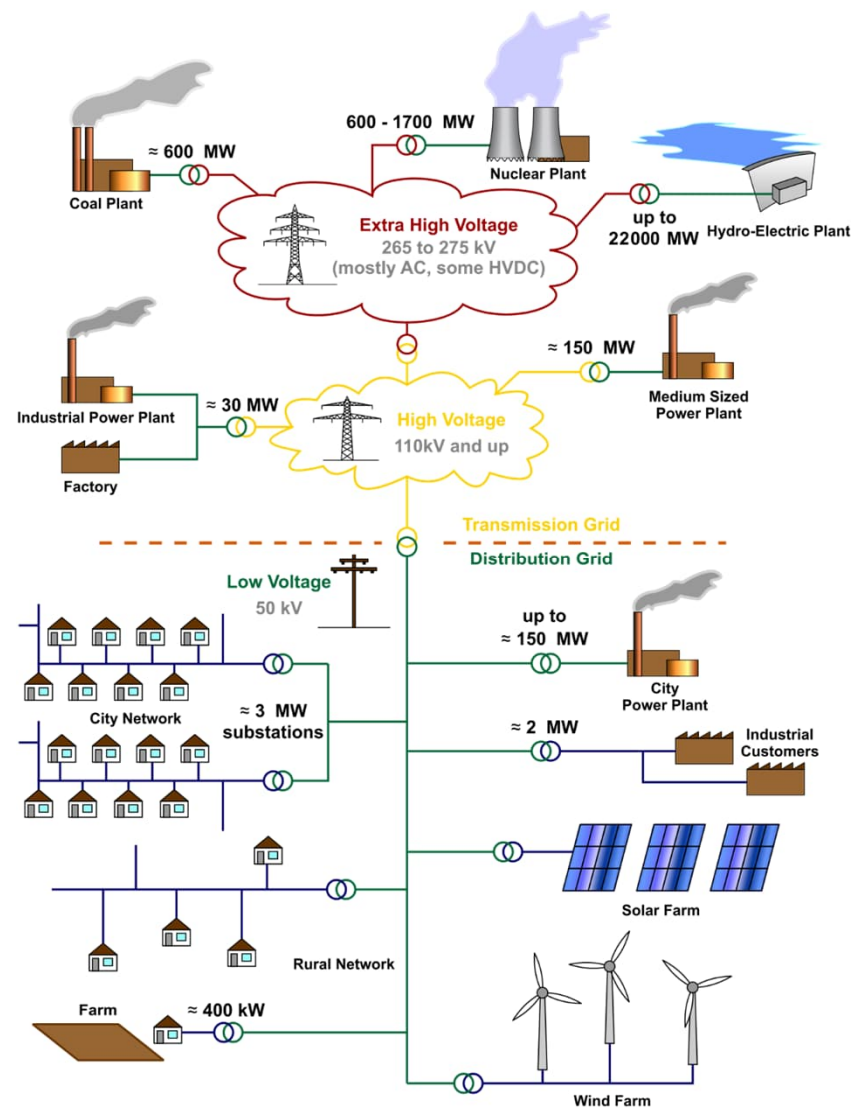 600 - 1700 MW
≈ 600 MW
Nuclear Plant
Coal Plant
Extra High Voltage
265 to 275 kV
(mostly AC, some HVDC)
up to
22000 MW
Hydro-Electric Plant
≈ 150 MW
Medium Sized
Power Plant
Industrial Power Plant
≈ 30 MW
High Voltage
110kV and up
Factory
Transmission Grid
Distribution Grid
Low Voltage
50 kV
up to
≈ 150 MW
City
Power Plant
City Network
≈ 3 MW
substations
≈ 2 MW
Industrial
Customers
Solar Farm
Rural Network
Farm
≈ 400 kW
Wind Farm